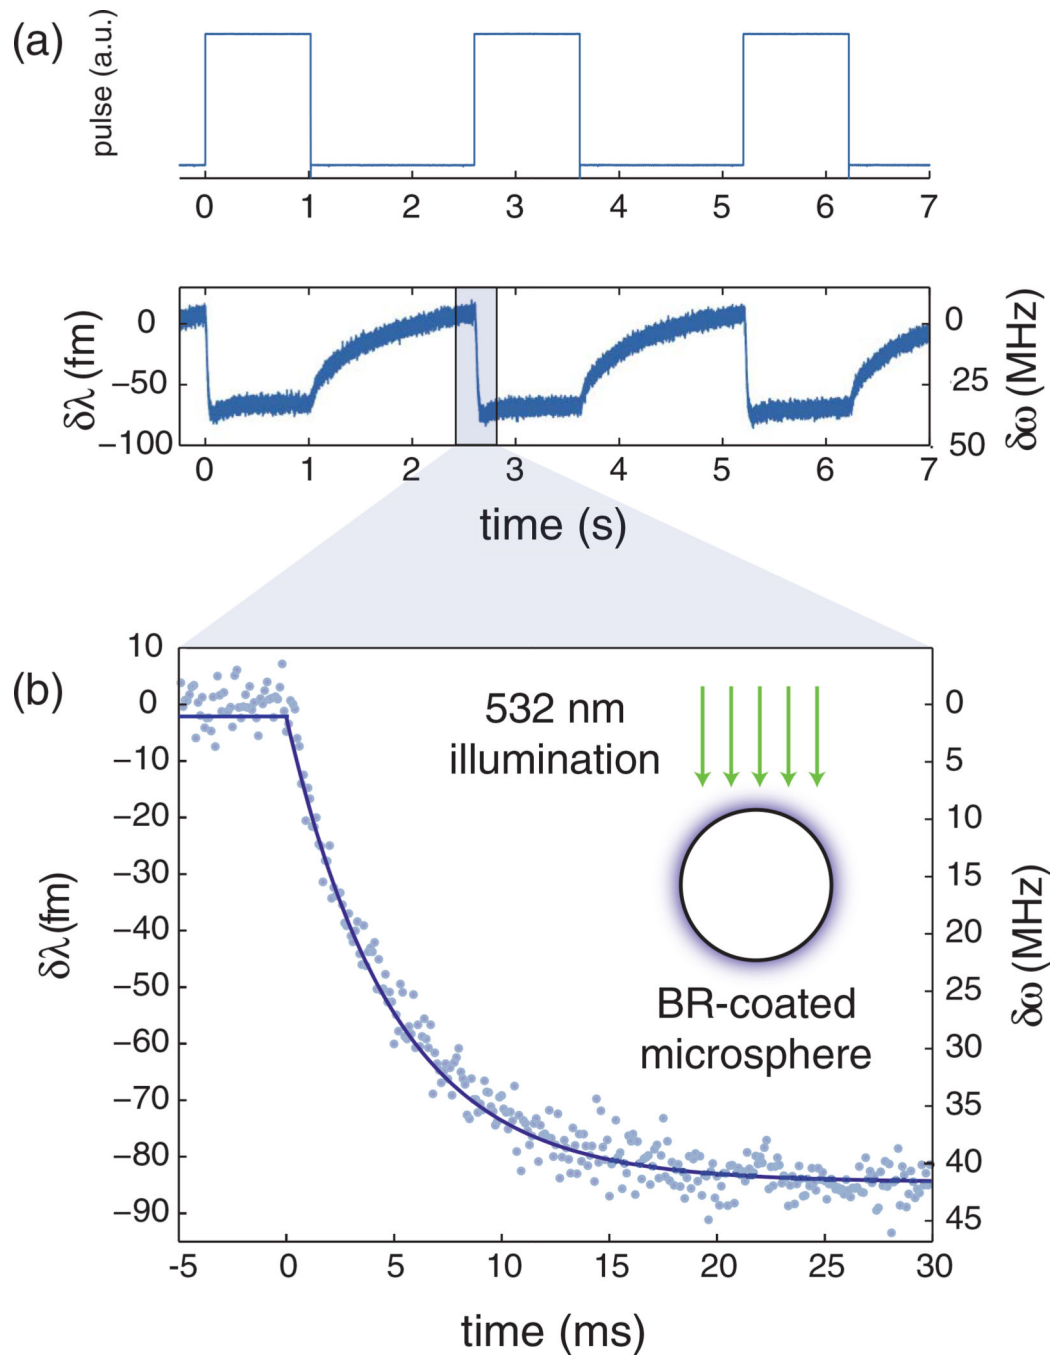 (a)
pulse (a.u.)
0 1 2 3 4 5 6 7
δλ (fm)
0
−50
−100
0
25
50
δω (MHz)
0 1 2 3 4 5 6 7
time (s)
(b)
δλ(fm)
10
0
−10
−20
−30
−40
−50
−60
−70
−80
−90
532 nm
illumination
BR-coated
microsphere
0
5
10
15
20
25
30
35
40
45
δω (MHz)
-5 0 5 10 15 20 25 30
time (ms)